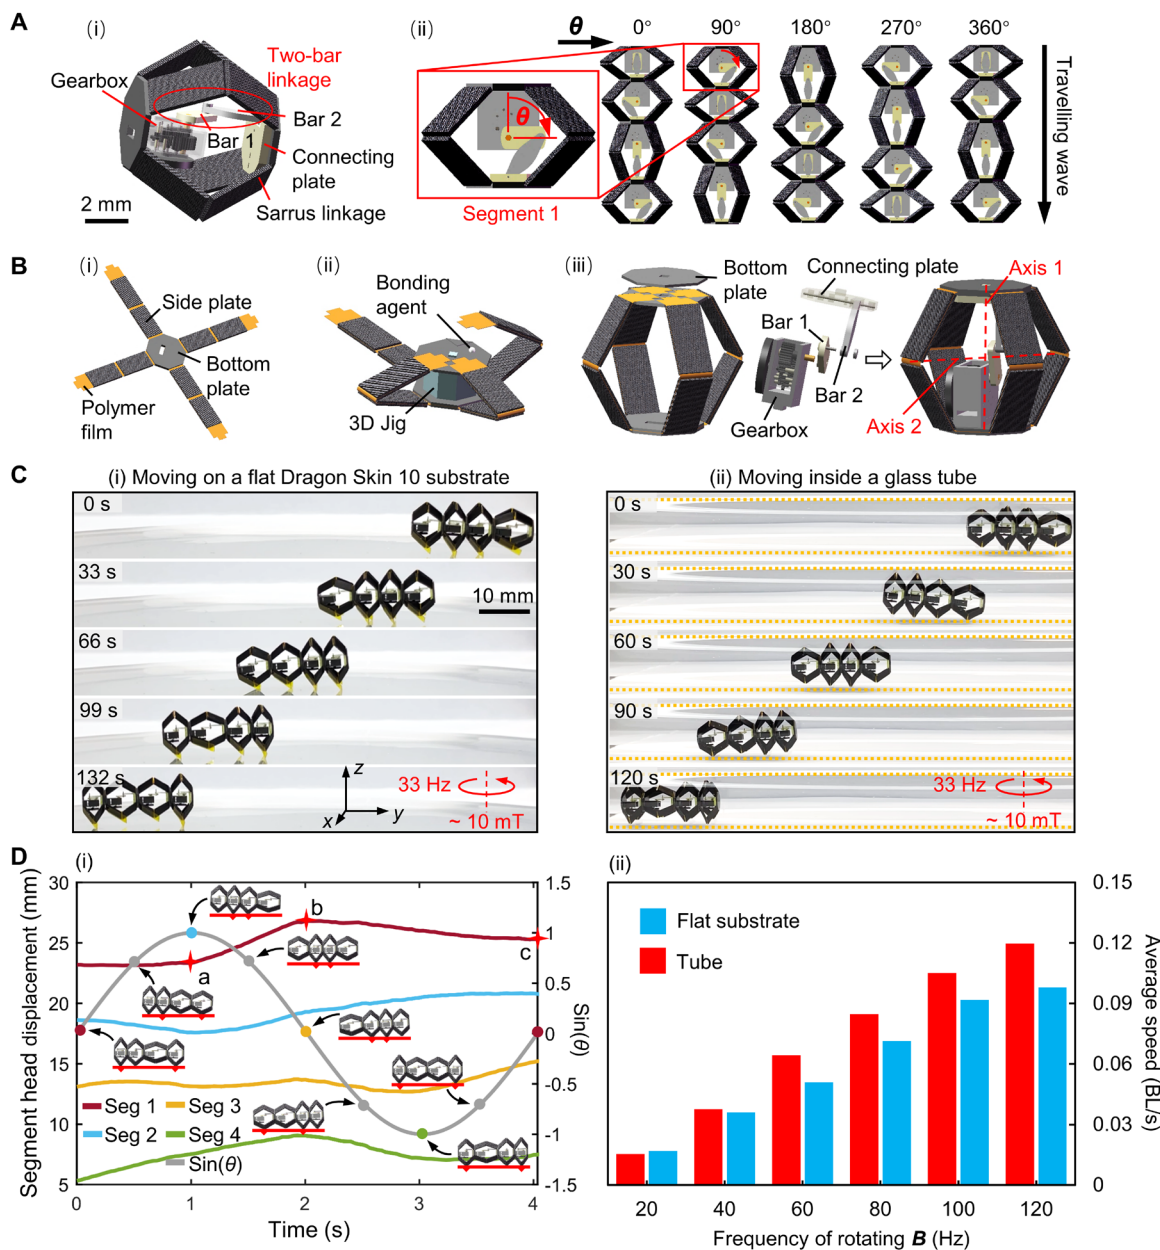 A
(i)
Two-bar
linkage
Gearbox
Bar 2
Bar 1
Connecting
plate
2 mm
Sarrus linkage
(ii)
θ
0°
90°
180°
270°
360°
θ
Segment 1
Travelling wave
B
(i)
Side plate
Bottom
plate
Polymer
film
(ii)
Bonding
agent
3D Jig
(iii)
Bottom
plate
Connecting plate
Axis 1
Bar 1
Bar 2
Gearbox
Axis 2
C
(i) Moving on a flat Dragon Skin 10 substrate
0 s
33 s
10 mm
66 s
99 s
132 s
z
y
x
33 Hz
~ 10 mT
(ii) Moving inside a glass tube
0 s
30 s
60 s
90 s
120 s
33 Hz
~ 10 mT
D
(i)
Segment head displacement (mm)
30
25
20
15
10
5
1.5
1
0.5
0
-0.5
-1
-1.5
Sin(θ)
a
b
c
Seg 1
Seg 3
Seg 2
Seg 4
Sin(θ)
0
1
2
3
4
Time (s)
(ii)
Flat substrate
Tube
0.15
0.12
0.09
0.06
0.03
0
Average speed (BL/s)
20
40
60
80
100
120
Frequency of rotating B (Hz)